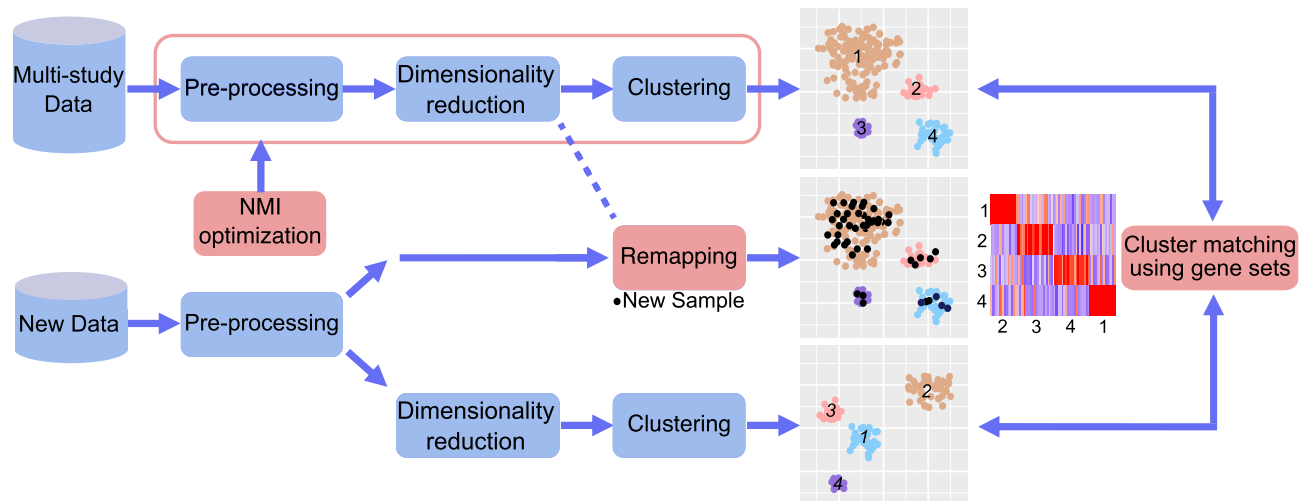 Multi-study
Data
Pre-processing
Dimensionality
reduction
Clustering
1
2
3
4
NMI
optimization
New Data
Pre-processing
Remapping
New Sample
1
2
3
4
2 3 4 1
Cluster matching
using gene sets
Dimensionality
reduction
Clustering
2
3
1
4